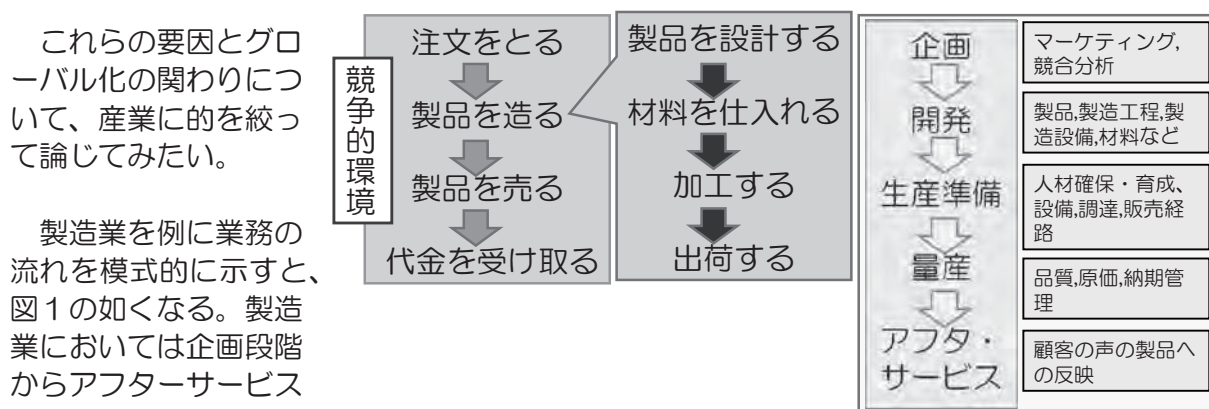 これらの要因とグロ
ーバル化の関わりにつ
いて、産業に的を絞っ
て論じてみたい。
製造業を例に業務の
流れを模式的に示すと、
図１の如くなる。製造
業においては企画段階
からアフターサービス
競争的環境
注文をとる
製品を造る
製品を売る
代金を受け取る
製品を設計する
材料を仕入れる
加工する
出荷する
企画
マーケティング,
競合分析
開発
製品,製造工程,製
造設備,材料など
生産準備
人材確保・育成、
設備,調達,販売経
路
量産
品質,原価,納期管
理
アフタ・
サービス
顧客の声の製品へ
の反映